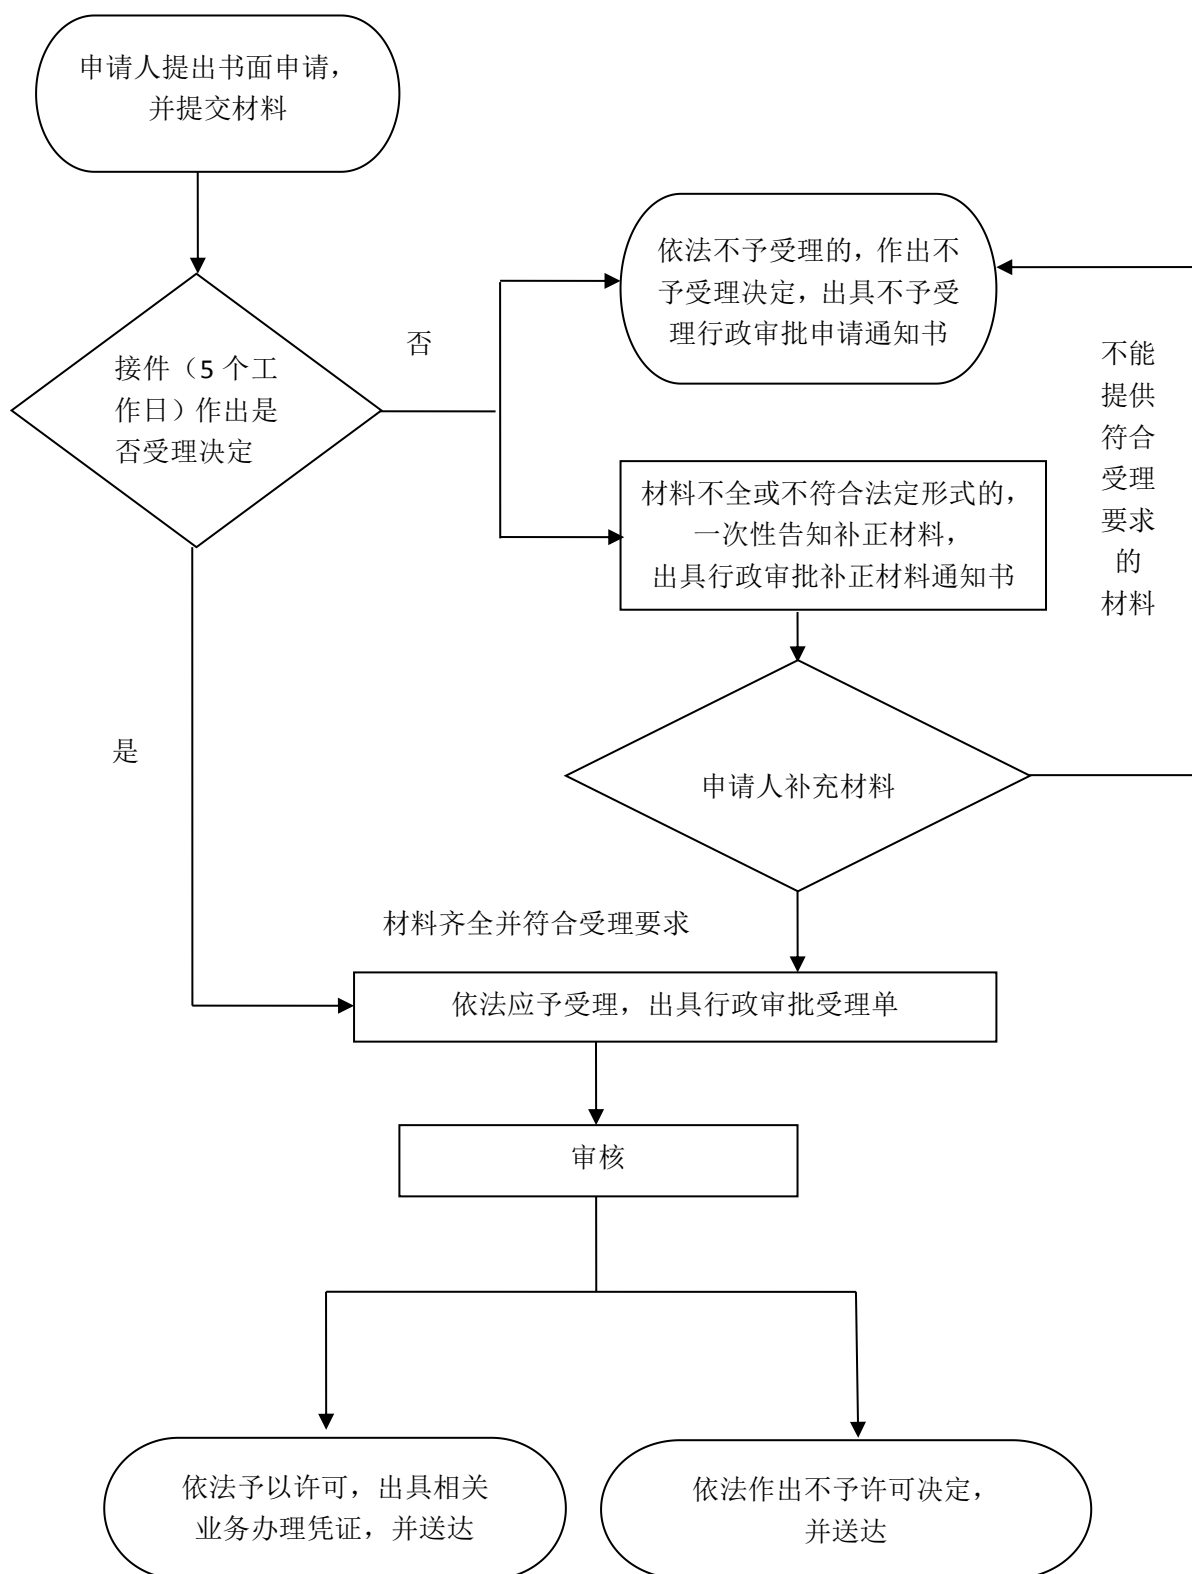 申请人提出书面申请，
并提交材料
依法不予受理的，作出不
予受理决定，出具不予受
理行政审批申请通知书
否
接件（5 个工
作日）作出是
否受理决定
不能
提供
符合
受理
要求
的
材料
材料不全或不符合法定形式的，
一次性告知补正材料，
出具行政审批补正材料通知书
是
申请人补充材料
材料齐全并符合受理要求
依法应予受理，出具行政审批受理单
审核
依法予以许可，出具相关
业务办理凭证，并送达
依法作出不予许可决定，
并送达